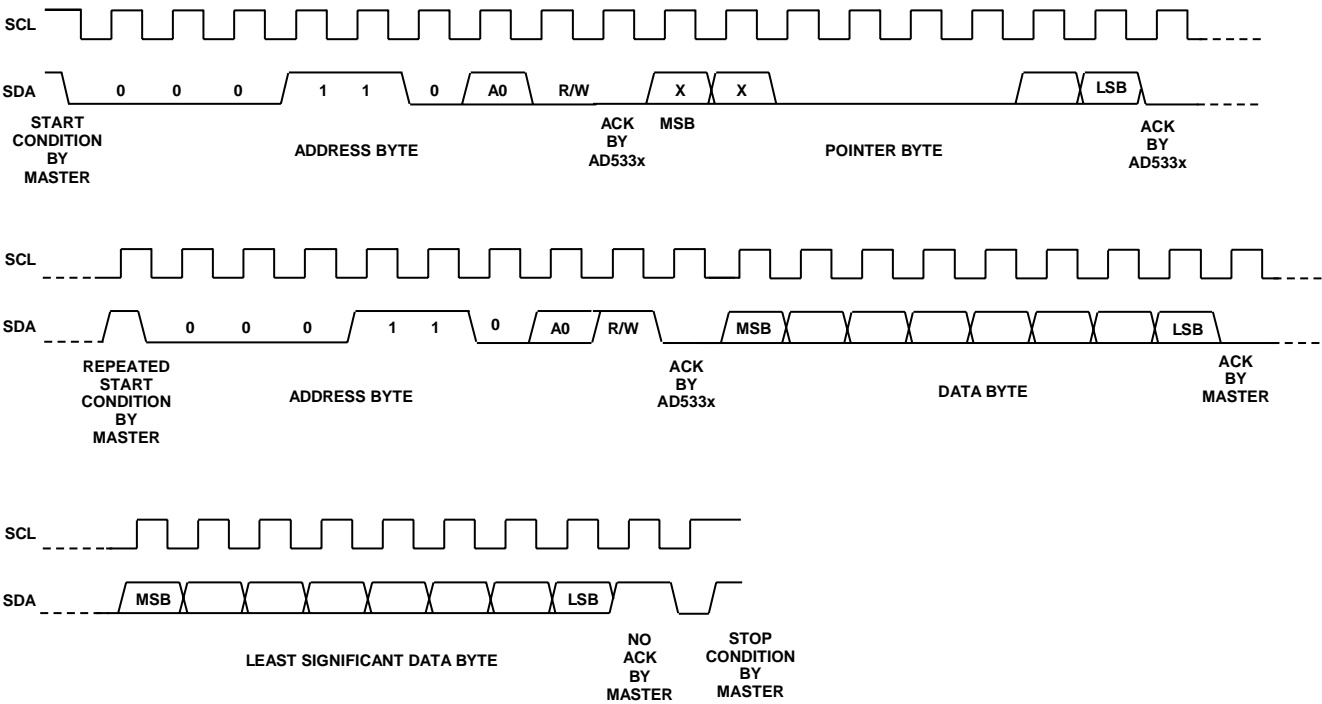 SCL
SDA 0 0 0 1 1 0 A0 R/W X X LSB
START CONDITION BY MASTER
ADDRESS BYTE
ACK BY AD533x
MSB
POINTER BYTE
ACK BY AD533x
SCL
SDA 0 0 0 1 1 0 A0 R/W MSB LSB
REPEATED START CONDITION BY MASTER
ADDRESS BYTE
ACK BY AD533x
DATA BYTE
ACK BY MASTER
SCL
SDA MSB LSB
LEAST SIGNIFICANT DATA BYTE
NO ACK BY MASTER
STOP CONDITION BY MASTER